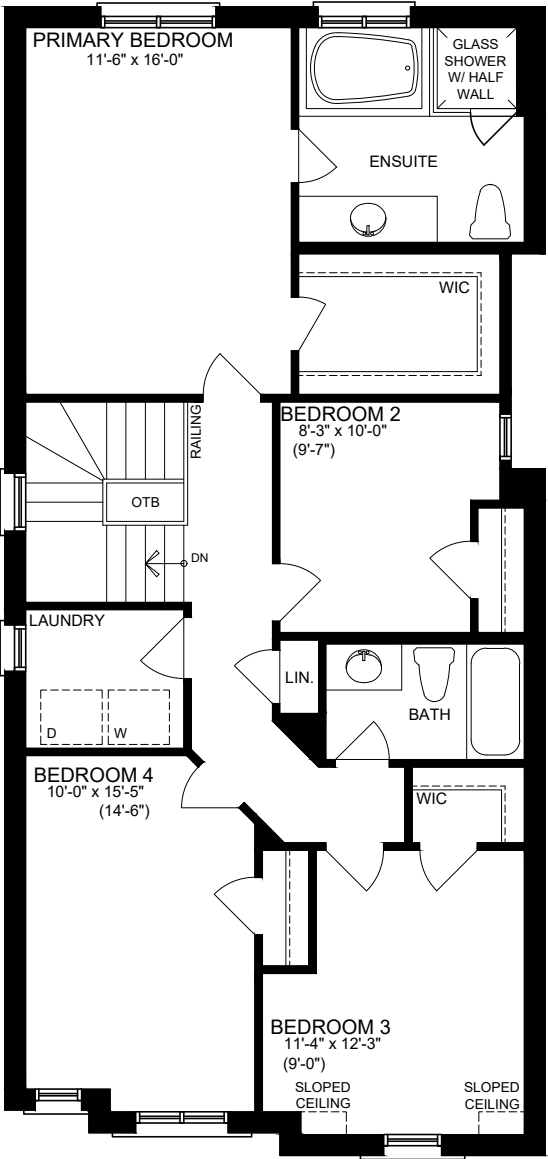 PRIMARY BEDROOM
11'-6" x 16'-0"
GLASS
SHOWER
W/ HALF
WALL
ENSUITE
WIC
RAILING
BEDROOM 2
8'-3" x 10'-0"
(9'-7")
OTB
DN
LAUNDRY
D
W
LIN.
BATH
BEDROOM 4
10'-0" x 15'-5"
(14'-6")
WIC
BEDROOM 3
11'-4" x 12'-3"
(9'-0")
SLOPED
CEILING
SLOPED
CEILING